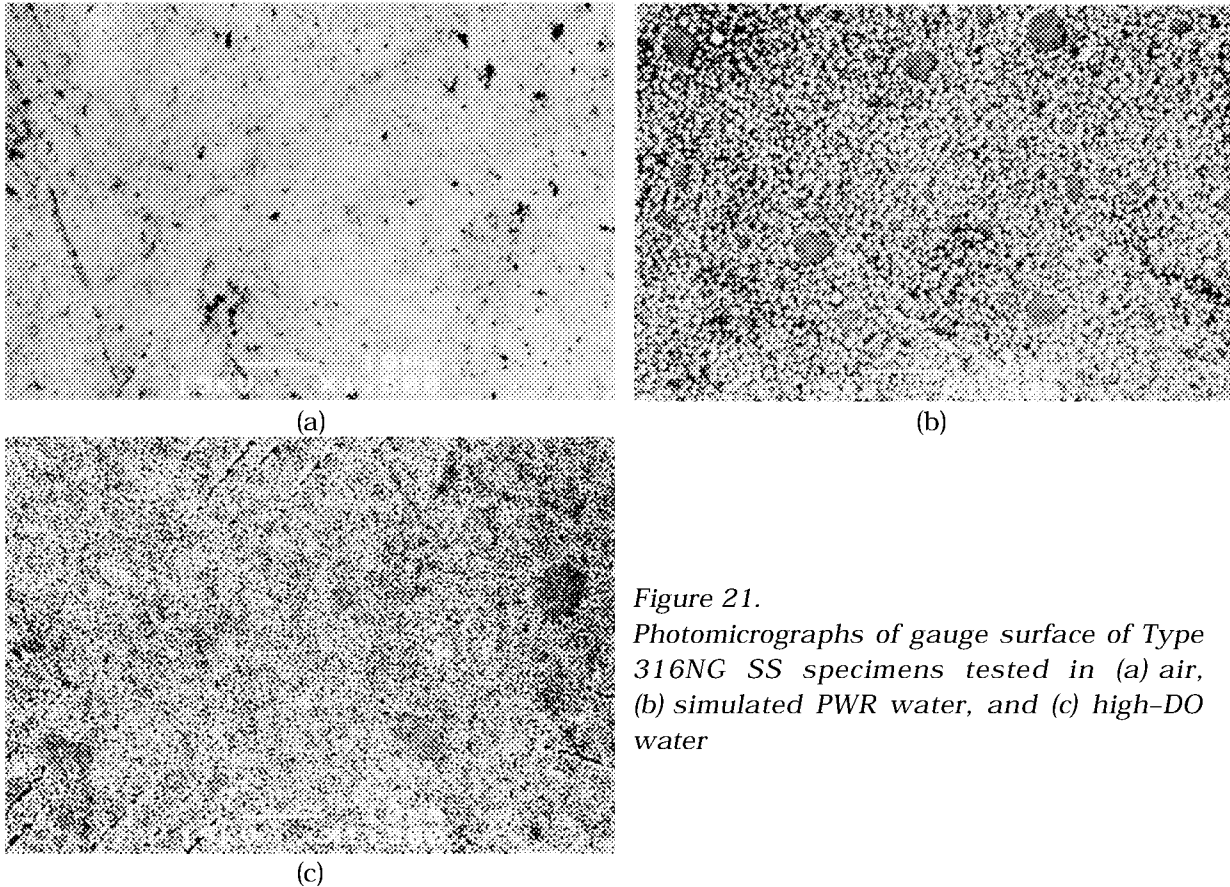 (a)
(b)
(c)
Figure 21.
Photomicrographs of gauge surface of Type
316NG SS specimens tested in (a) air,
(b) simulated PWR water, and (c) high–DO
water